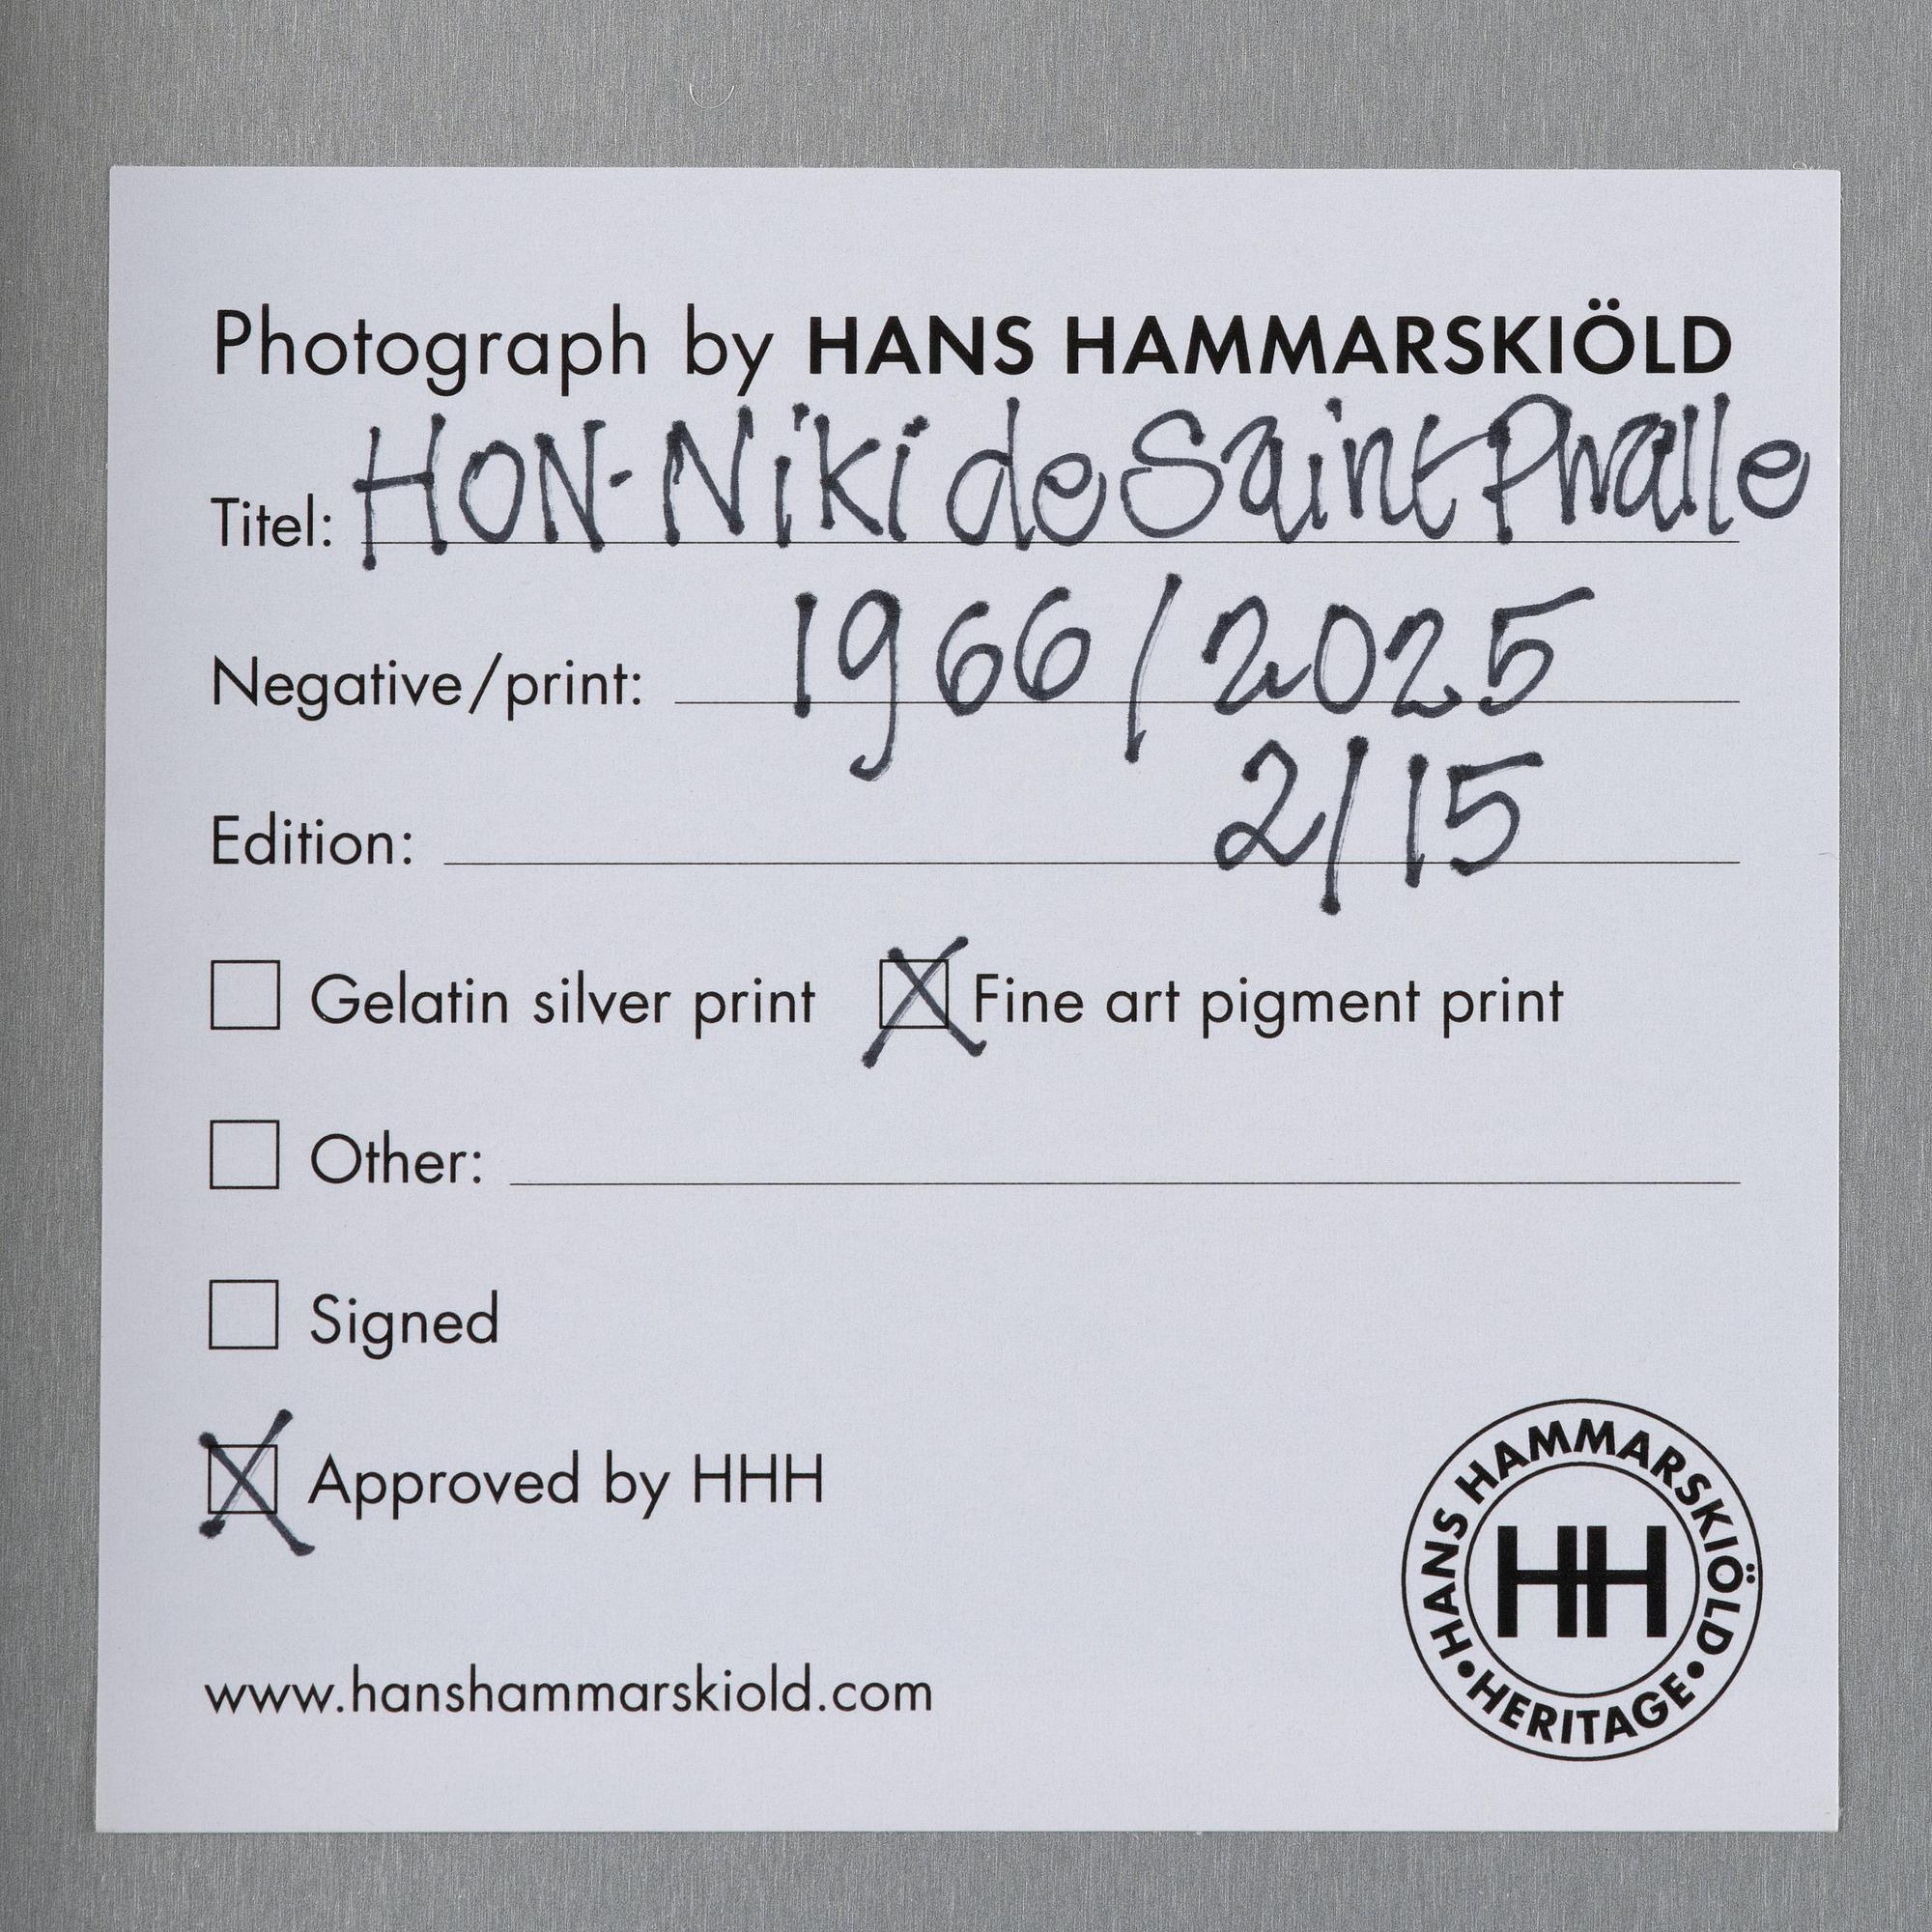 Photograph by HANS HAMMARSKIÖLD
Titel: HON-Niki de Saint Phalle
Negative/print: 1966/2025
Edition: 2/15
Gelatin silver print Fine art pigment print
Other:
Signed
Approved by HHH
www.hanshammarskiold.com
HANS HAMMARSKIÖLD • HERITAGE •
HH